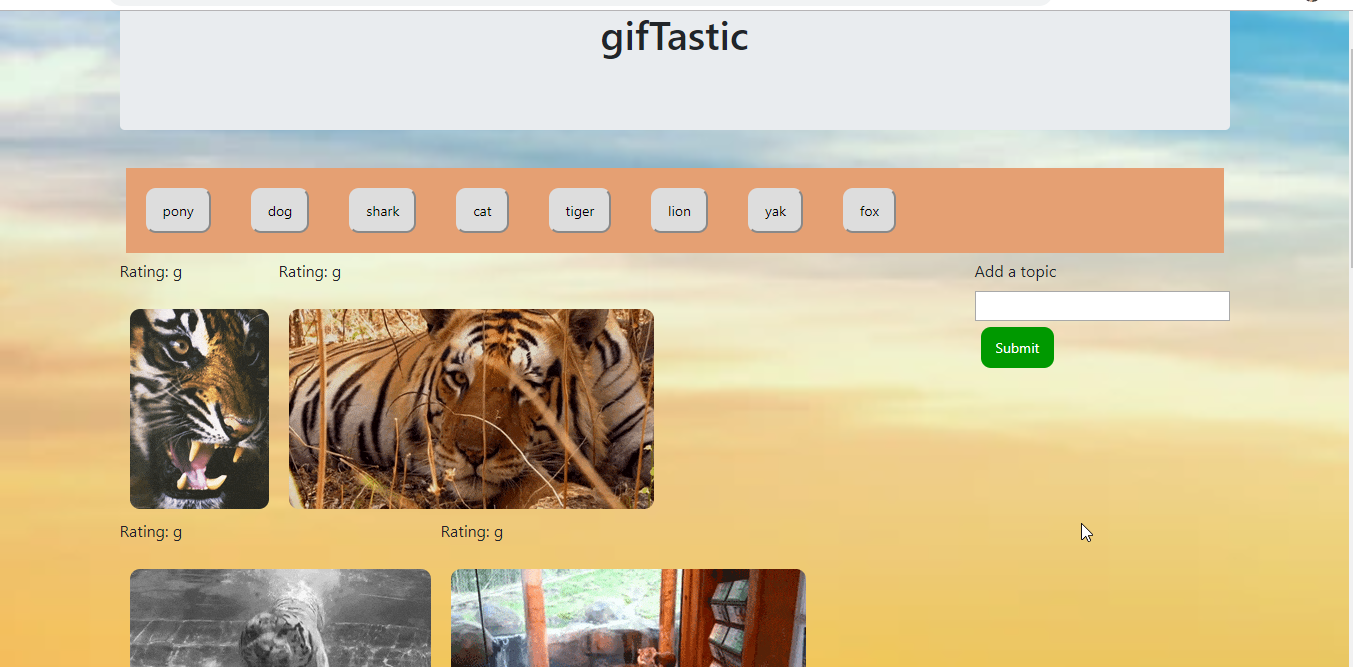 gifTastic
pony dog shark cat tiger lion yak fox
Rating: g Rating: g Add a topic
Submit
Rating: g Rating: g